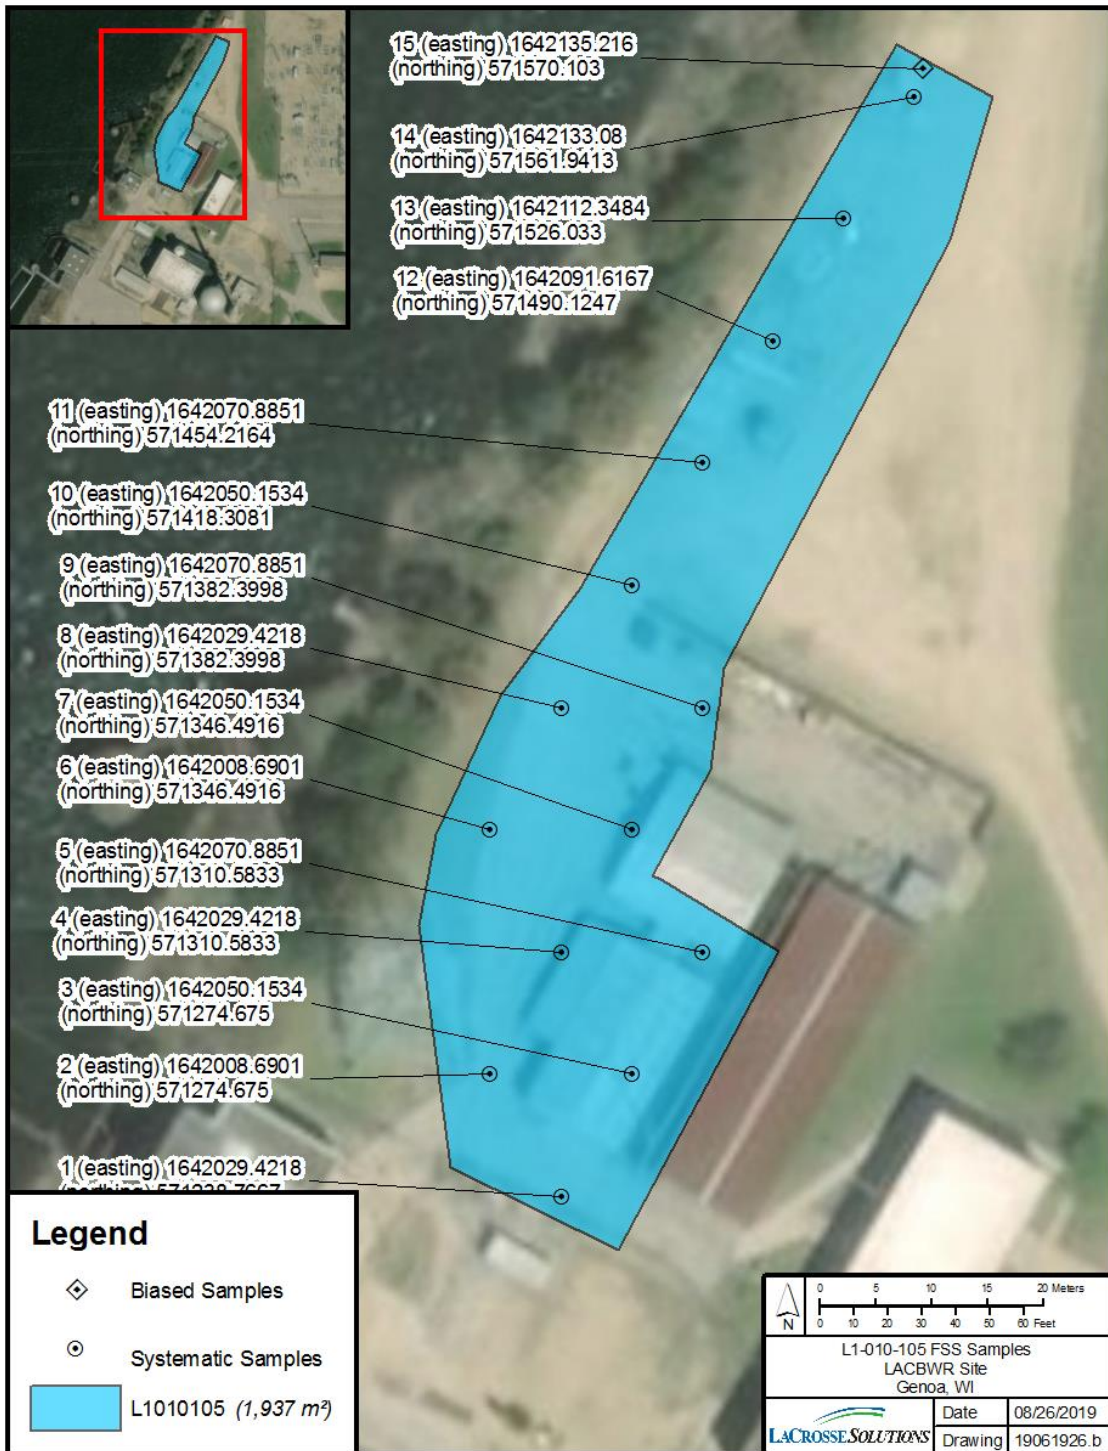 15 (easting) 1642135.216
(northing) 571570.103
14 (easting) 1642133.08
(northing) 571561.9413
13 (easting) 1642112.3484
(northing) 571526.033
12 (easting) 1642091.6167
(northing) 571490.1247
11 (easting) 1642070.8851
(northing) 571454.2164
10 (easting) 1642050.1534
(northing) 571418.3081
9 (easting) 1642070.8851
(northing) 571382.3998
8 (easting) 1642029.4218
(northing) 571382.3998
7 (easting) 1642050.1534
(northing) 571346.4916
6 (easting) 1642008.6901
(northing) 571346.4916
5 (easting) 1642070.8851
(northing) 571310.5833
4 (easting) 1642029.4218
(northing) 571310.5833
3 (easting) 1642050.1534
(northing) 571274.675
2 (easting) 1642008.6901
(northing) 571274.675
1 (easting) 1642029.4218
(northing)
Legend
Biased Samples
Systematic Samples
L1010105 (1,937 m²)
N
0 5 10 15 20 Meters
0 10 20 30 40 50 60 Feet
L1-010-105 FSS Samples
LACBWR Site
Genoa, WI
LACROSSESOLUTIONS
Date 08/26/2019
Drawing 19061926.b